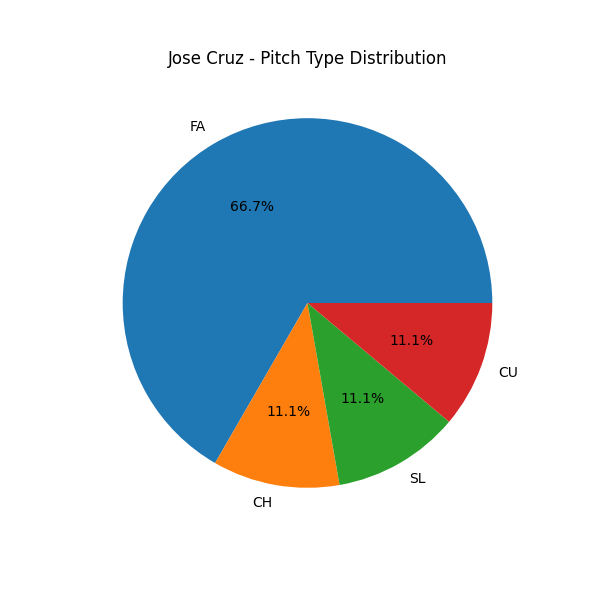 Jose Cruz - Pitch Type Distribution
FA
66.7%
11.1%
CU
11.1%
11.1%
SL
CH